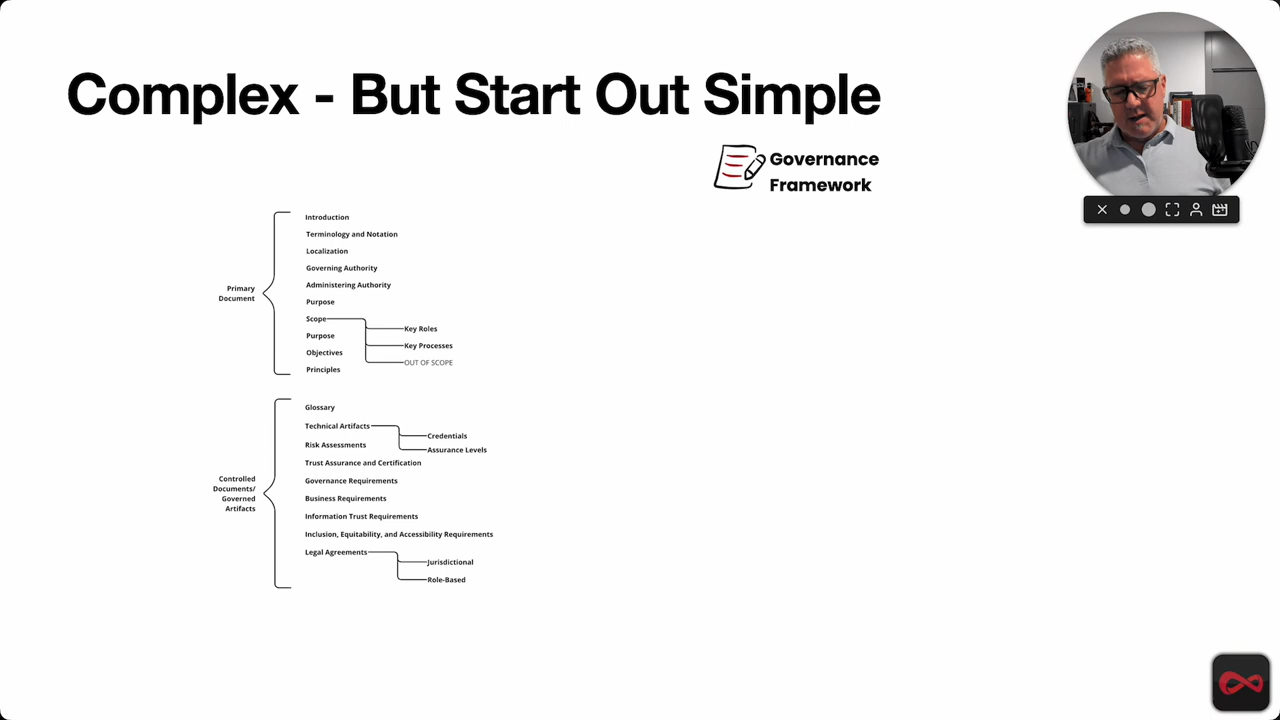 Complex - But Start Out Simple
Governance
Framework
Primary
Document
Introduction
Terminology and Notation
Localization
Governing Authority
Administering Authority
Purpose
Scope
Key Roles
Key Processes
OUT OF SCOPE
Purpose
Objectives
Principles
Controlled
Documents/
Governed
Artifacts
Glossary
Technical Artifacts
Credentials
Assurance Levels
Risk Assessments
Trust Assurance and Certification
Governance Requirements
Business Requirements
Information Trust Requirements
Inclusion, Equitability, and Accessibility Requirements
Legal Agreements
Jurisdictional
Role-Based